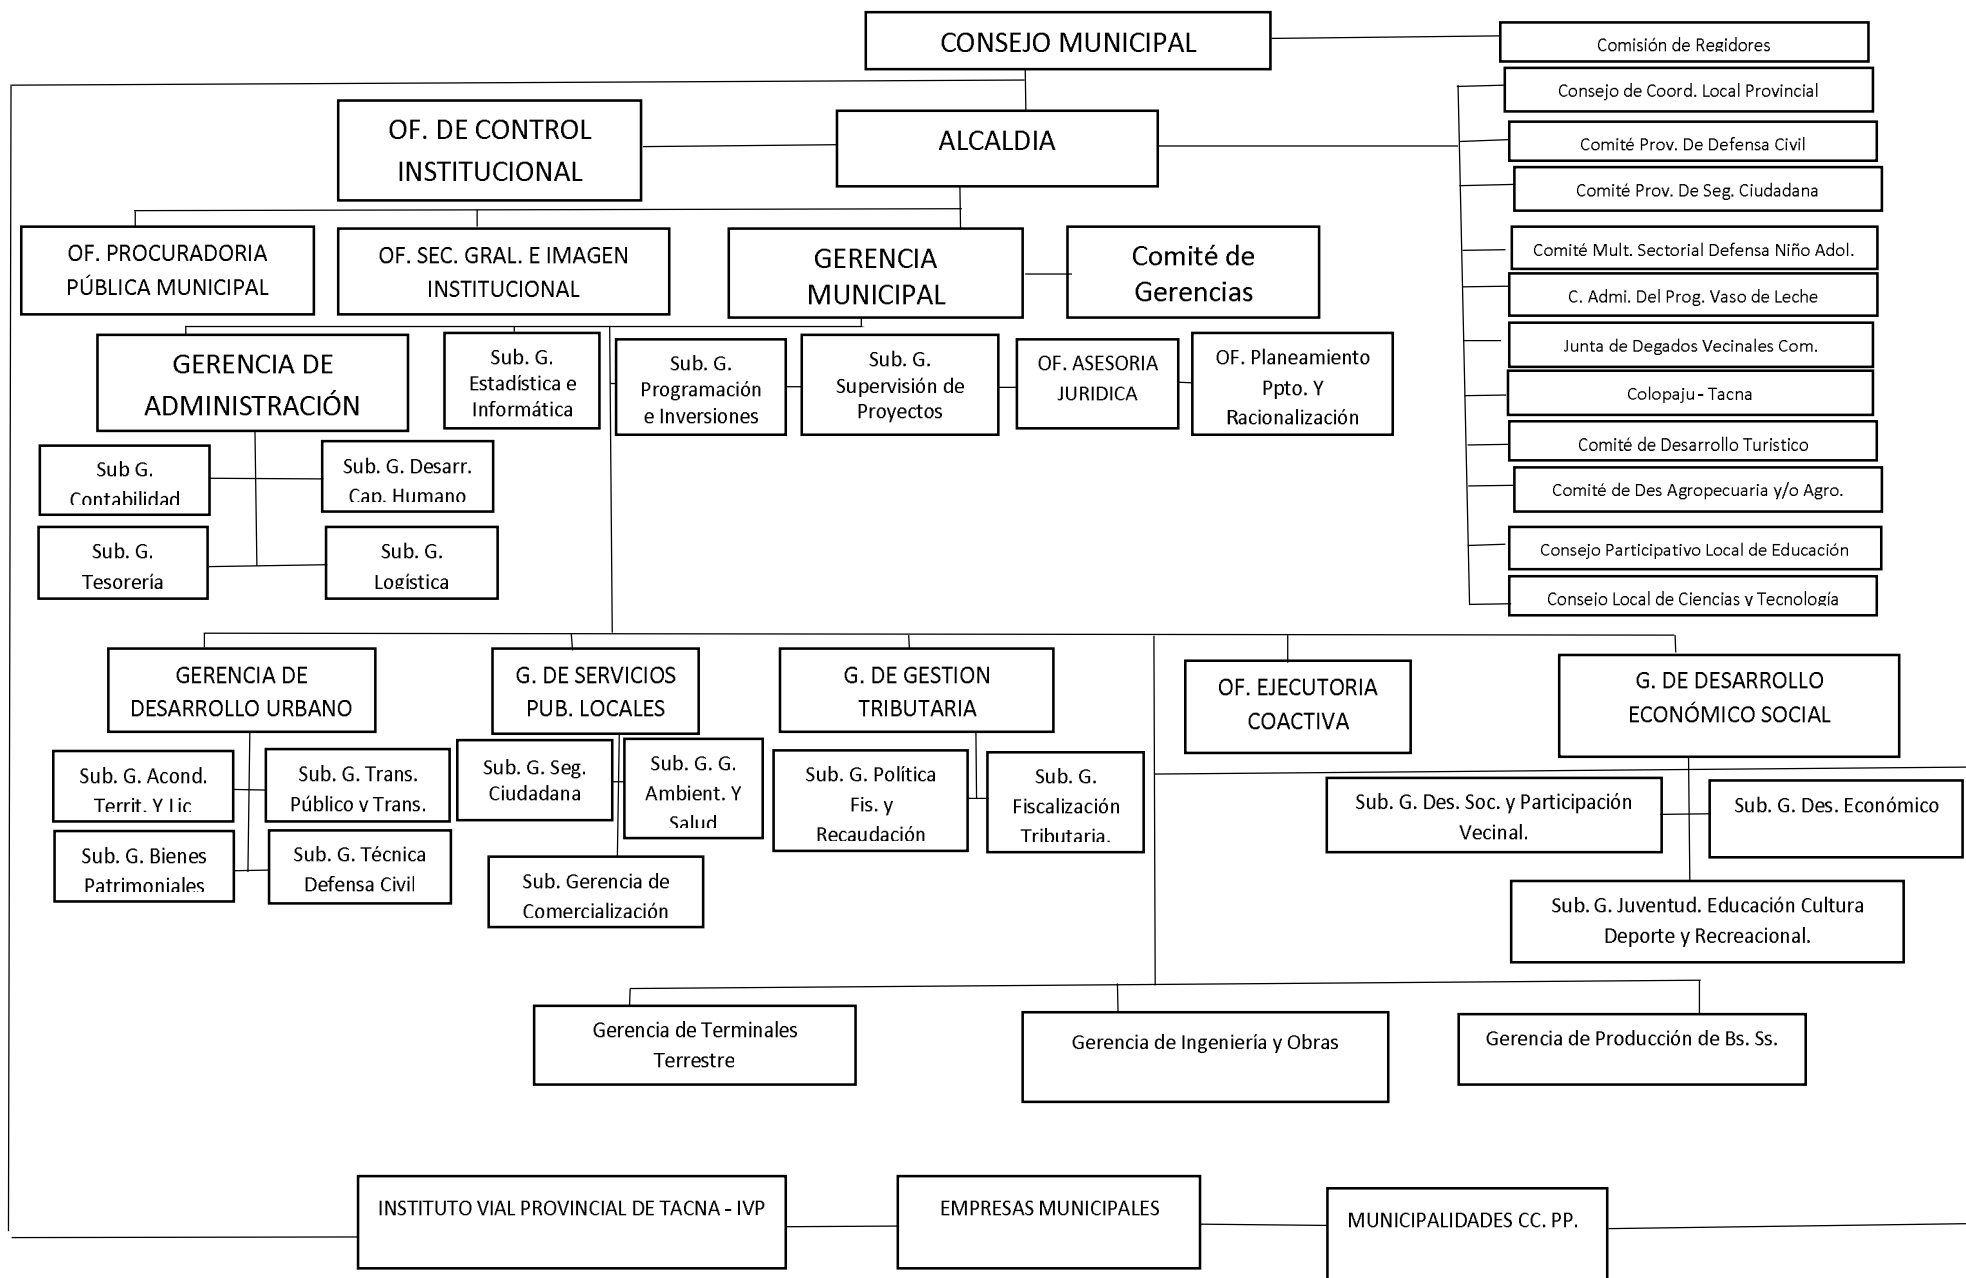 CONSEJO MUNICIPAL
Comisión de Regidores
Consejo de Coord. Local Provincial
OF. DE CONTROL
INSTITUCIONAL
ALCALDIA
Comité Prov. De Defensa Civil
Comité Prov. De Seg. Ciudadana
Comité Mult. Sectorial Defensa Niño Adol.
C. Admi. Del Prog. Vaso de Leche
Junta de Degados Vecinales Com.
Colopaju - Tacna
Comité de Desarrollo Turistico
Comité de Des Agropecuaria y/o Agro.
Consejo Participativo Local de Educación
Consejo Local de Ciencias y Tecnología
OF. PROCURADORIA
PÚBLICA MUNICIPAL
OF. SEC. GRAL. E IMAGEN
INSTITUCIONAL
GERENCIA
MUNICIPAL
Comité de
Gerencias
GERENCIA DE
ADMINISTRACIÓN
Sub. G.
Estadística e
Informática
Sub. G.
Programación
e Inversiones
Sub. G.
Supervisión de
Proyectos
OF. ASESORIA
JURIDICA
OF. Planeamiento
Ppto. Y
Racionalización
Sub G.
Contabilidad
Sub. G. Desarr.
Cap. Humano
Sub. G.
Tesorería
Sub. G.
Logística
GERENCIA DE
DESARROLLO URBANO
G. DE SERVICIOS
PUB. LOCALES
G. DE GESTION
TRIBUTARIA
OF. EJECUTORIA
COACTIVA
G. DE DESARROLLO
ECONÓMICO SOCIAL
Sub. G. Acond.
Territ. Y Lic
Sub. G. Trans.
Público y Trans.
Sub. G. Seg.
Ciudadana
Sub. G. G.
Ambient. Y
Salud
Sub. G. Política
Fis. y
Recaudación
Sub. G.
Fiscalización
Tributaria.
Sub. G. Des. Soc. y Participación
Vecinal.
Sub. G. Des. Económico
Sub. G. Bienes
Patrimoniales
Sub. G. Técnica
Defensa Civil
Sub. Gerencia de
Comercialización
Sub. G. Juventud. Educación Cultura
Deporte y Recreacional.
Gerencia de Terminales
Terrestre
Gerencia de Ingeniería y Obras
Gerencia de Producción de Bs. Ss.
INSTITUTO VIAL PROVINCIAL DE TACNA - IVP
EMPRESAS MUNICIPALES
MUNICIPALIDADES CC. PP.